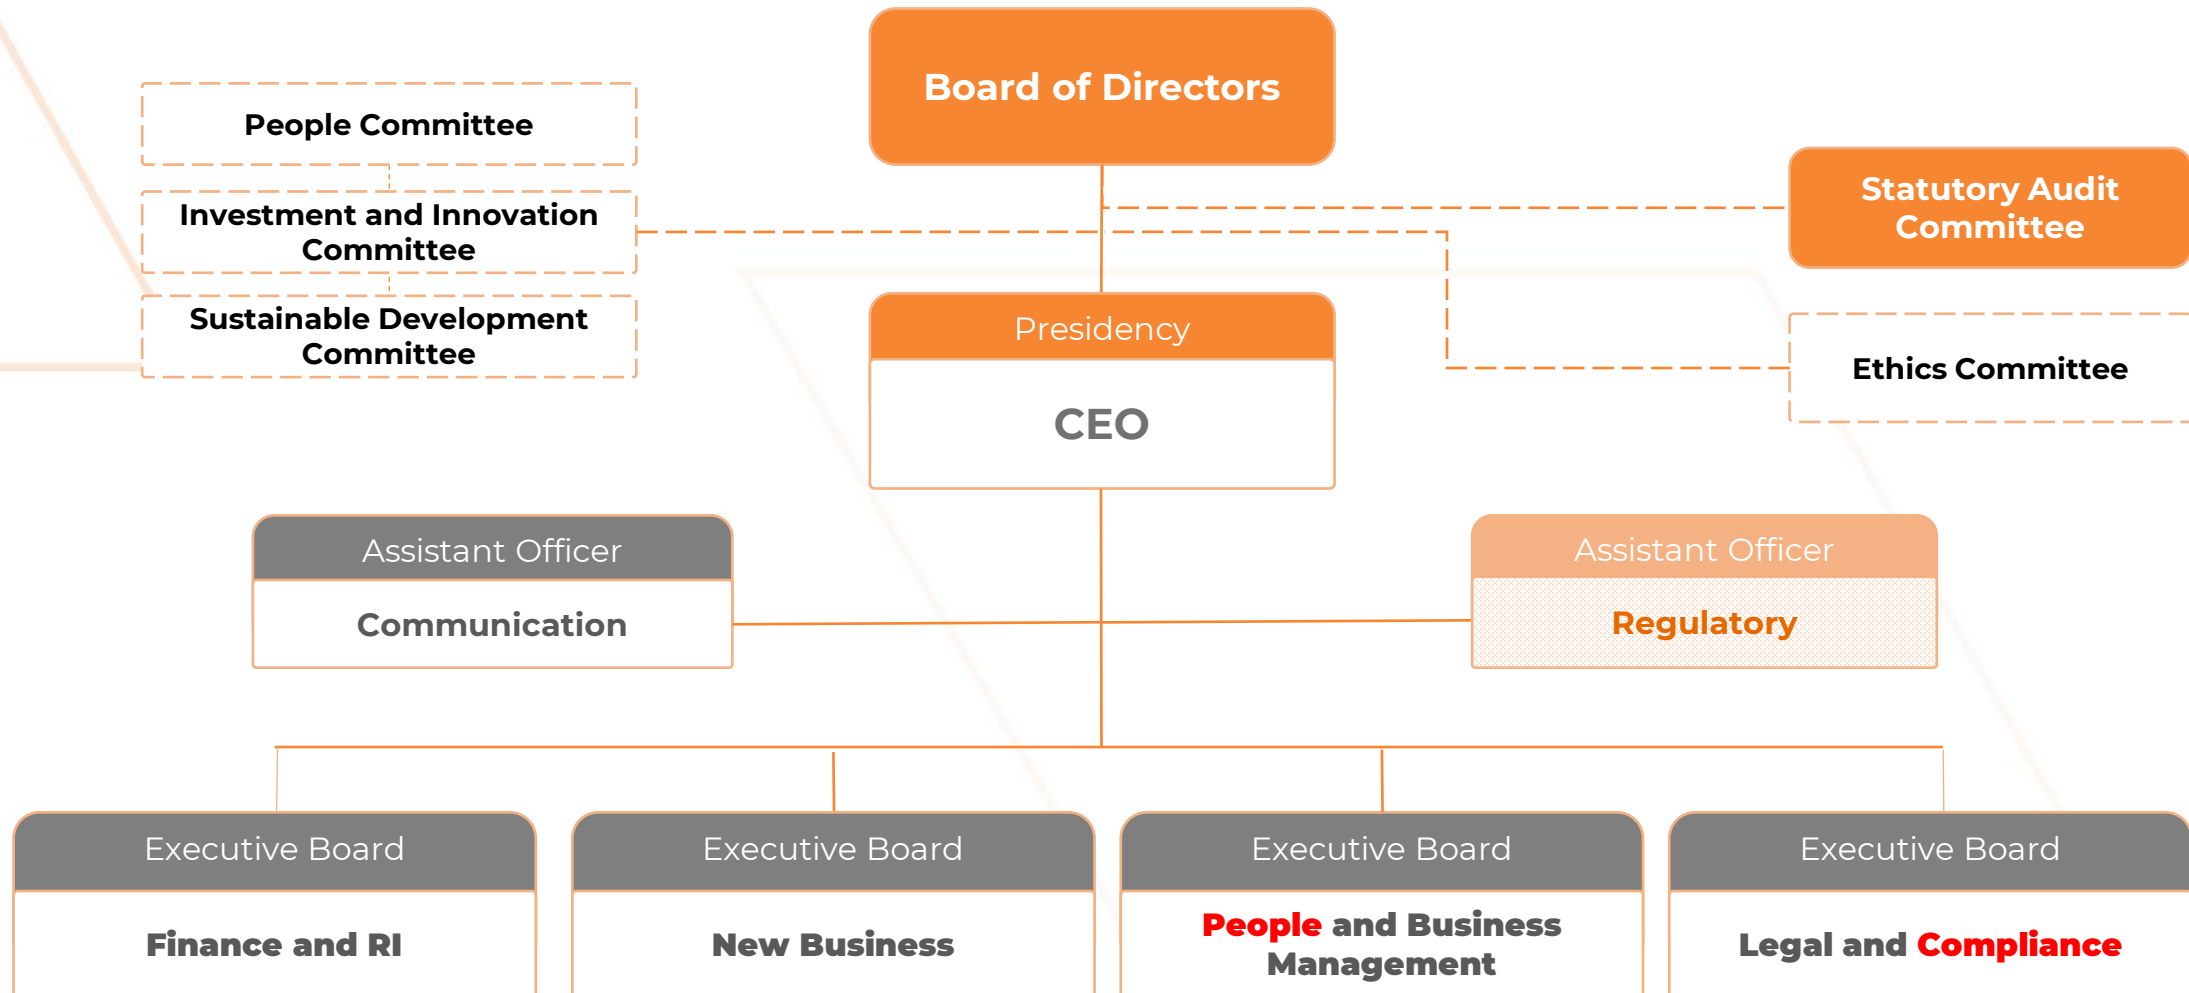 Board of Directors
People Committee
Investment and Innovation
Committee
Sustainable Development
Committee
Statutory Audit
Committee
Ethics Committee
Presidency
CEO
Assistant Officer
Communication
Assistant Officer
Regulatory
Executive Board
Finance and RI
Executive Board
New Business
Executive Board
People and Business
Management
Executive Board
Legal and Compliance